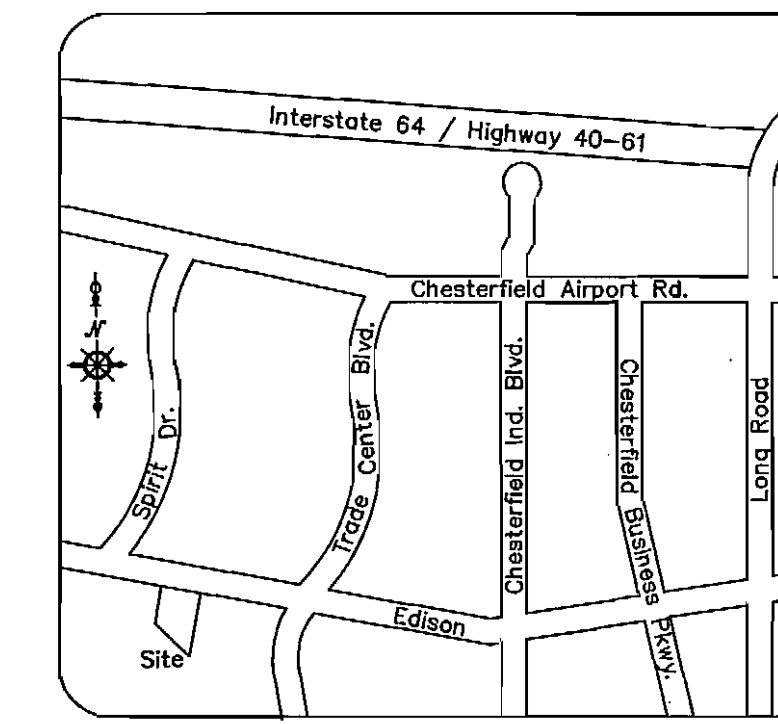 Interstate 64 / Highway 40-61
Chesterfield Airport Rd.
N
Spirit Dr.
Trade Center Blvd.
Chesterfield Ind. Blvd.
Chesterfield Business Pkwy.
Long Road
Edison
Site